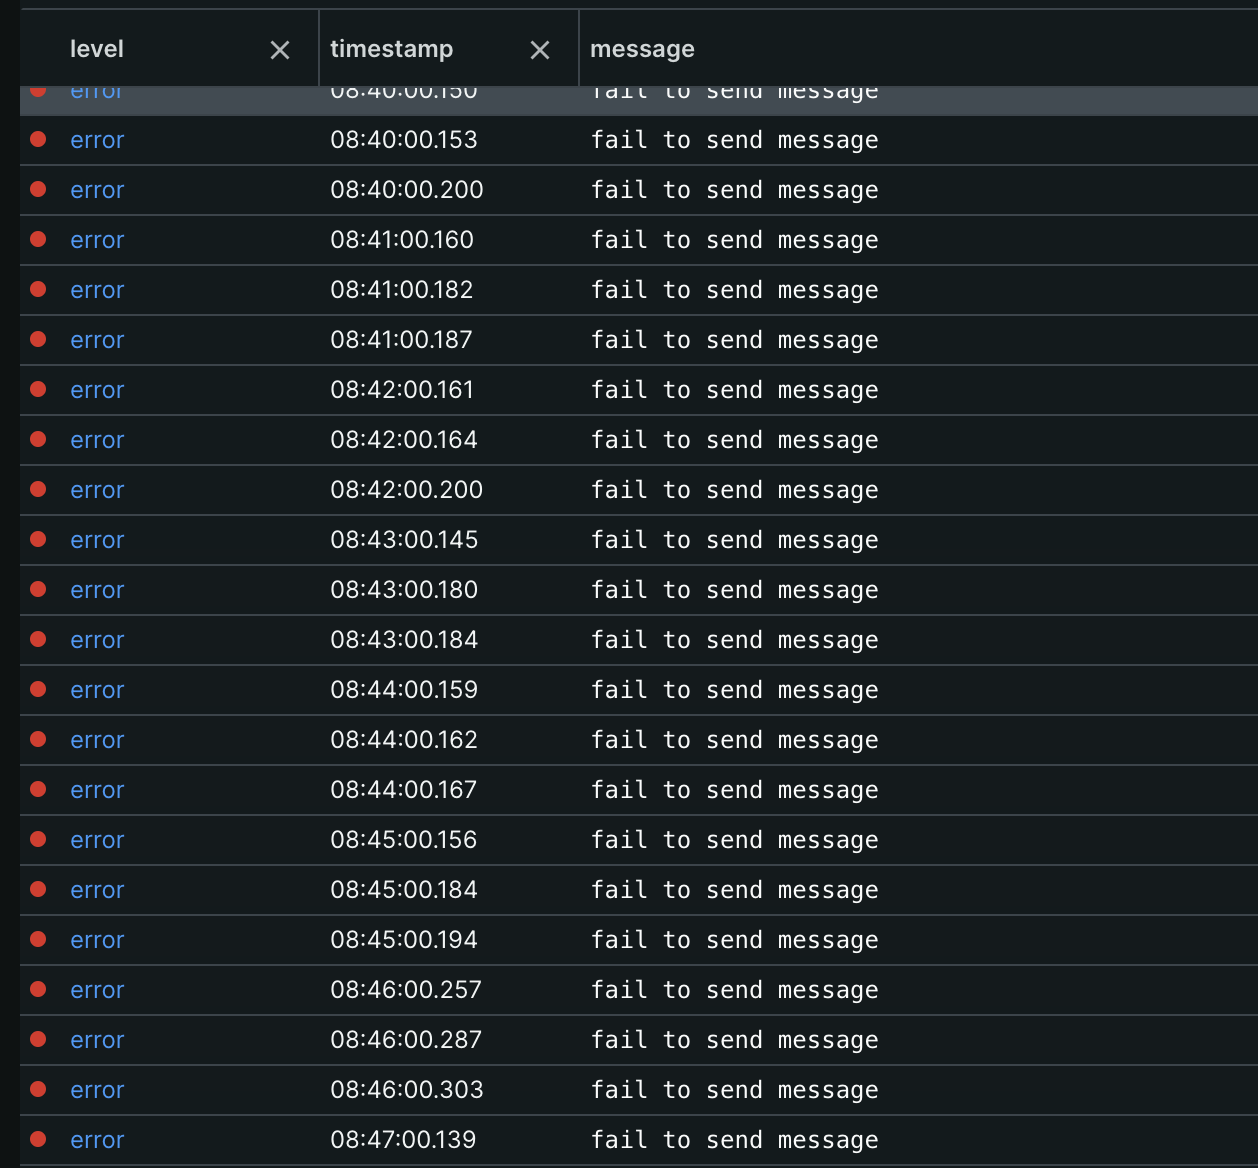 level timestamp message
error 08:40:00.150 fail to send message
error 08:40:00.153 fail to send message
error 08:40:00.200 fail to send message
error 08:41:00.160 fail to send message
error 08:41:00.182 fail to send message
error 08:41:00.187 fail to send message
error 08:42:00.161 fail to send message
error 08:42:00.164 fail to send message
error 08:42:00.200 fail to send message
error 08:43:00.145 fail to send message
error 08:43:00.180 fail to send message
error 08:43:00.184 fail to send message
error 08:44:00.159 fail to send message
error 08:44:00.162 fail to send message
error 08:44:00.167 fail to send message
error 08:45:00.156 fail to send message
error 08:45:00.184 fail to send message
error 08:45:00.194 fail to send message
error 08:46:00.257 fail to send message
error 08:46:00.287 fail to send message
error 08:46:00.303 fail to send message
error 08:47:00.139 fail to send message